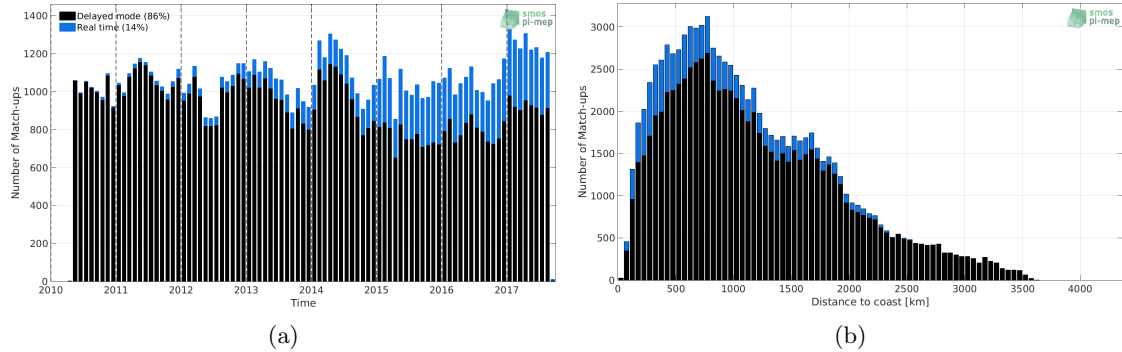 Delayed mode (86%)
Real time (14%)
smos
pi-mep
1400
1200
1000
800
600
400
200
0
Number of Match-ups
2010 2011 2012 2013 2014 2015 2016 2017
Time
(a)
smos
pi-mep
3000
2500
2000
1500
1000
500
0
Number of Match-ups
0 500 1000 1500 2000 2500 3000 3500 4000
Distance to coast [km]
(b)